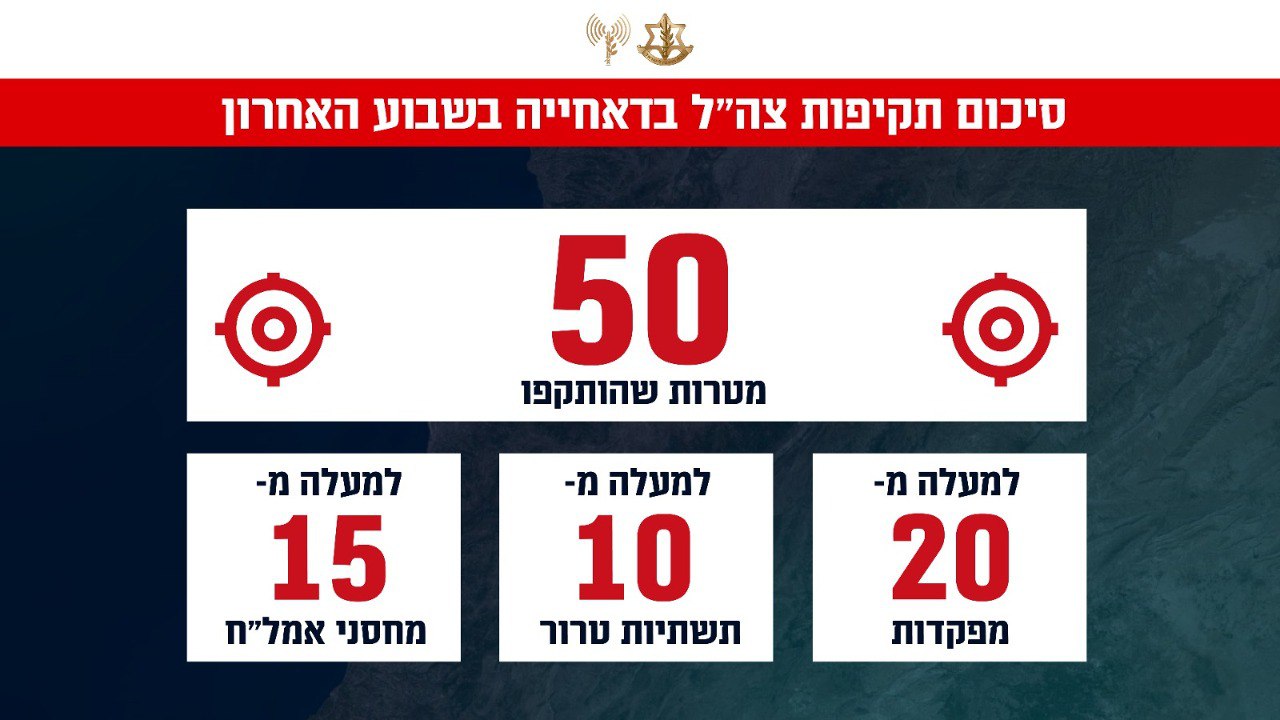 סיכום תקיפות צה"ל בדאחייה בשבוע האחרון
50
מטרות שהותקפו
למעלה מ-
20
מפקדות
למעלה מ-
10
תשתיות טרור
למעלה מ-
15
מחסני אמל"ח